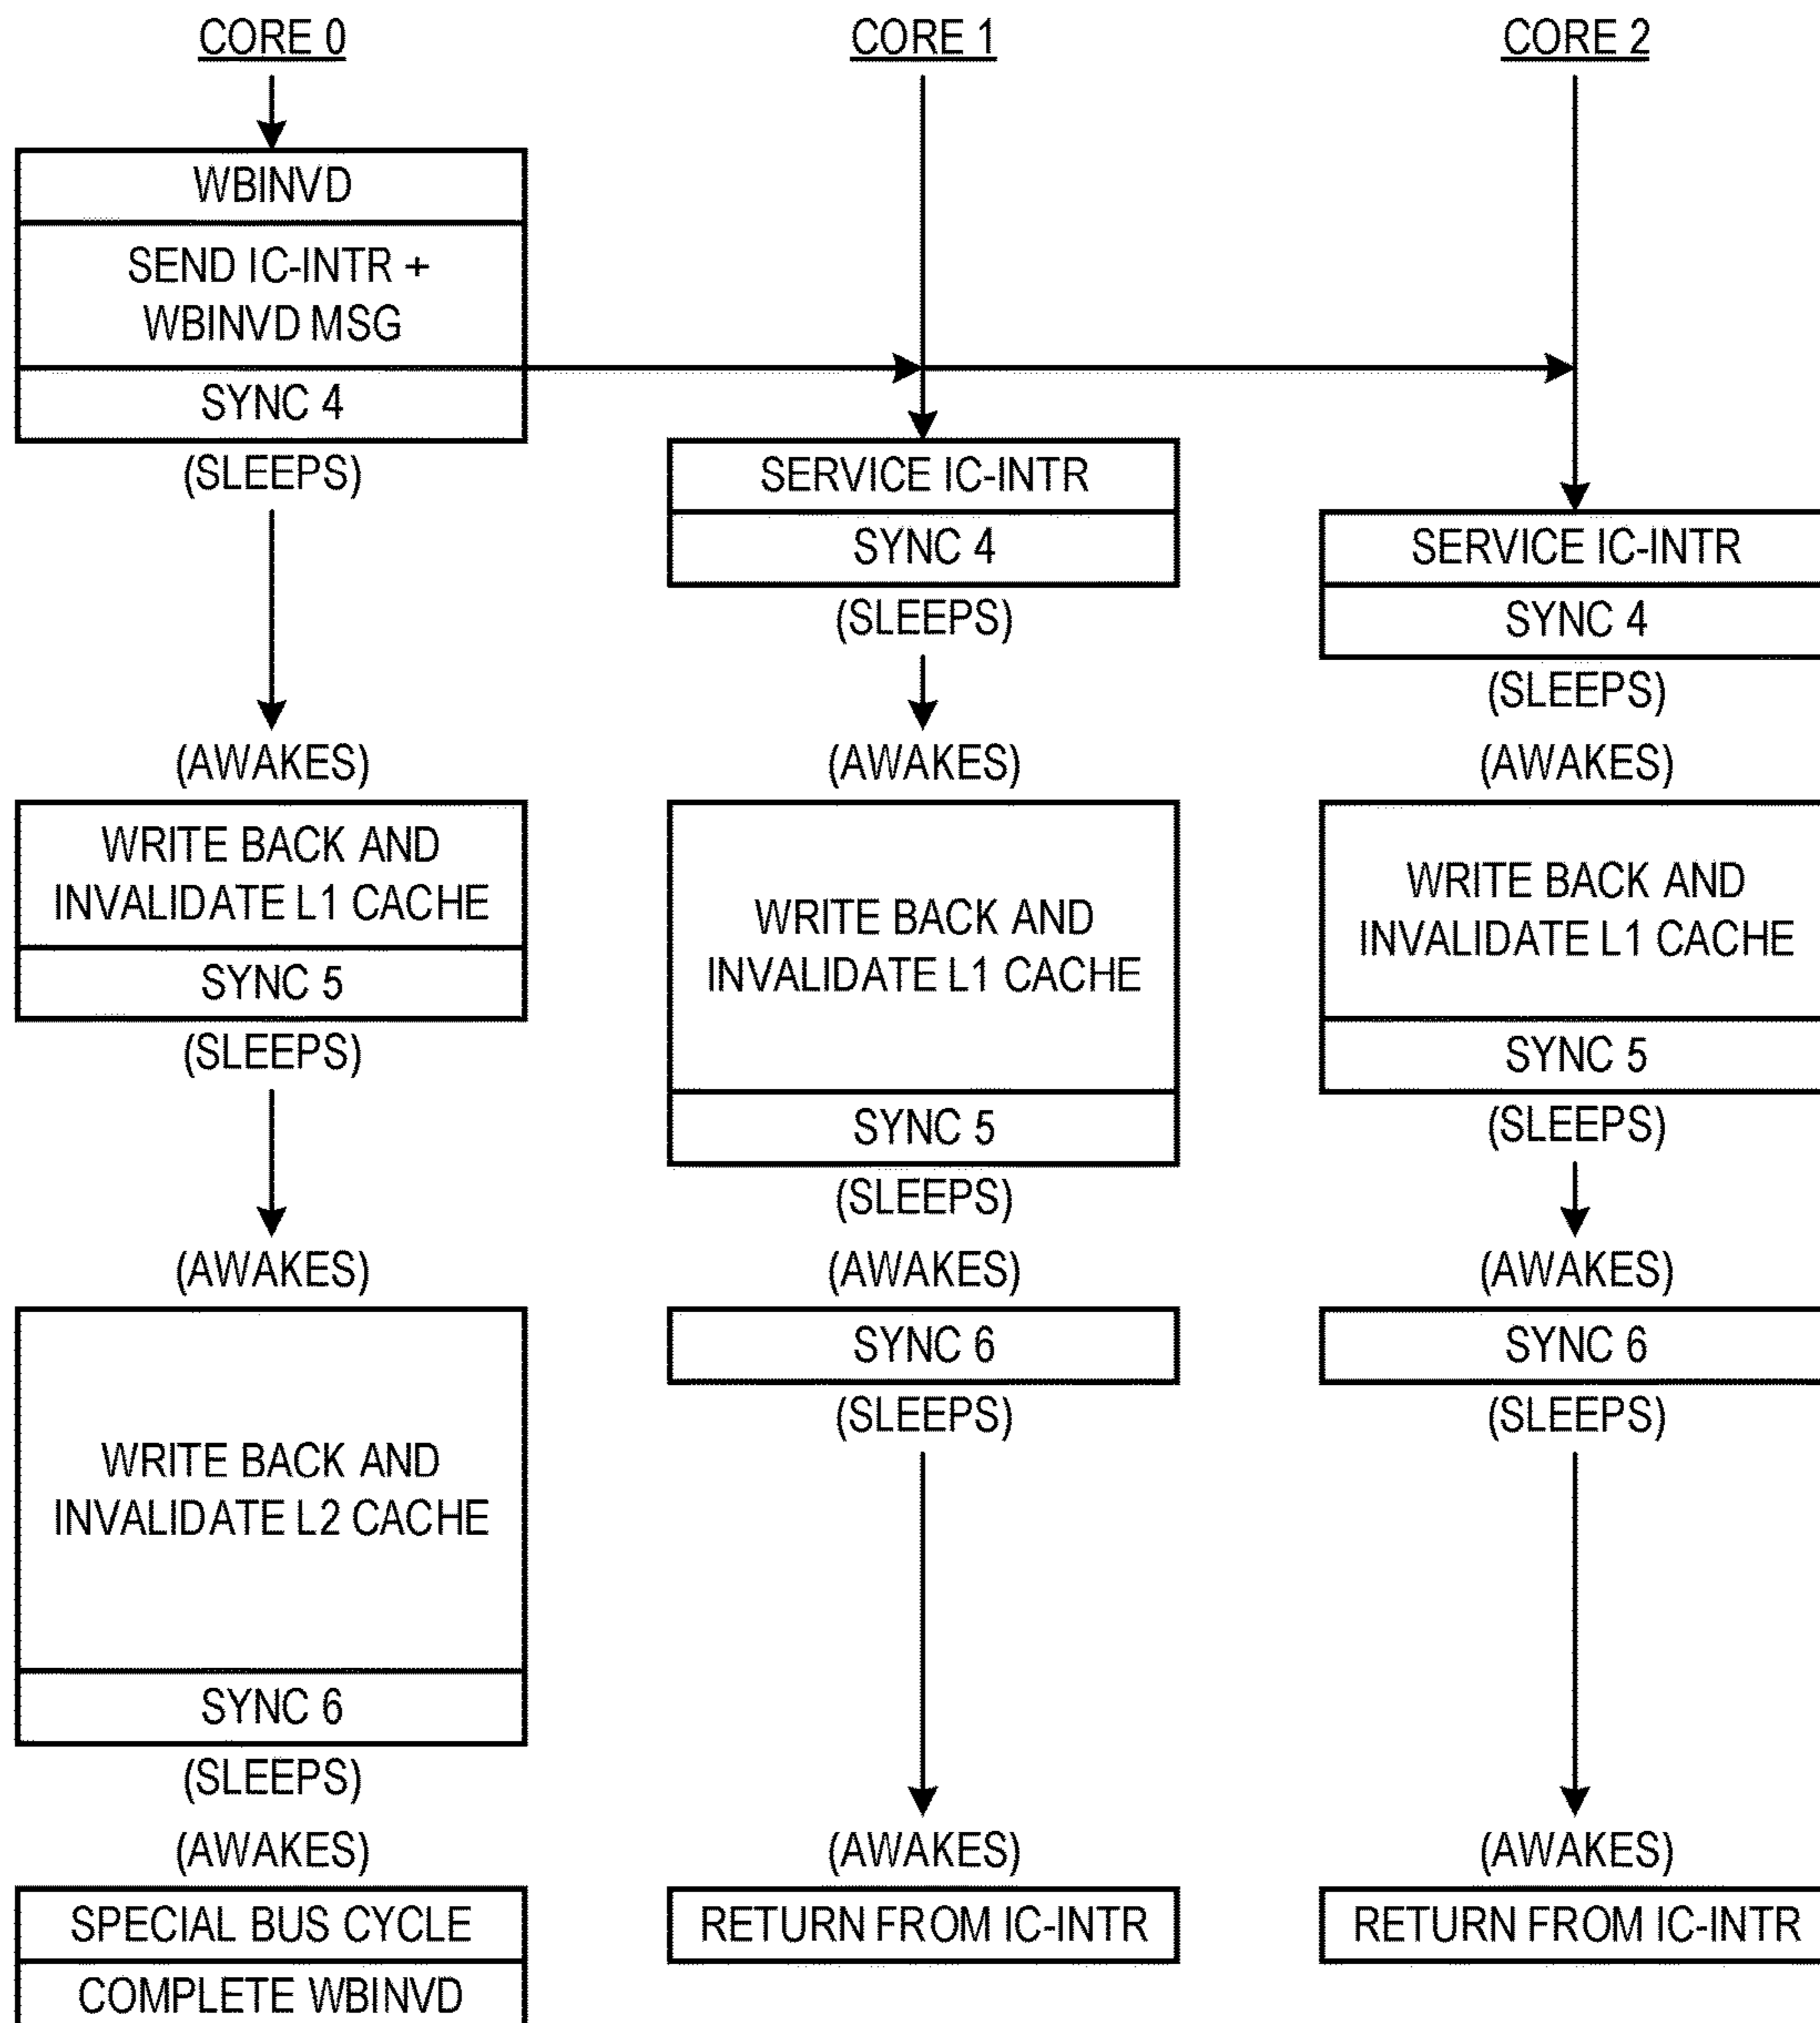 CORE 0
CORE 1
CORE 2
WBINVD
SEND IC-INTR +
WBINVD MSG
SYNC 4
(SLEEPS)
SERVICE IC-INTR
SYNC 4
(SLEEPS)
SERVICE IC-INTR
SYNC 4
(SLEEPS)
(AWAKES)
(AWAKES)
(AWAKES)
WRITE BACK AND
INVALIDATE L1 CACHE
SYNC 5
(SLEEPS)
WRITE BACK AND
INVALIDATE L1 CACHE
SYNC 5
(SLEEPS)
WRITE BACK AND
INVALIDATE L1 CACHE
SYNC 5
(SLEEPS)
(AWAKES)
(AWAKES)
(AWAKES)
WRITE BACK AND
INVALIDATE L2 CACHE
SYNC 6
(SLEEPS)
SYNC 6
(SLEEPS)
SYNC 6
(SLEEPS)
(AWAKES)
(AWAKES)
(AWAKES)
SPECIAL BUS CYCLE
COMPLETE WBINVD
RETURN FROM IC-INTR
RETURN FROM IC-INTR